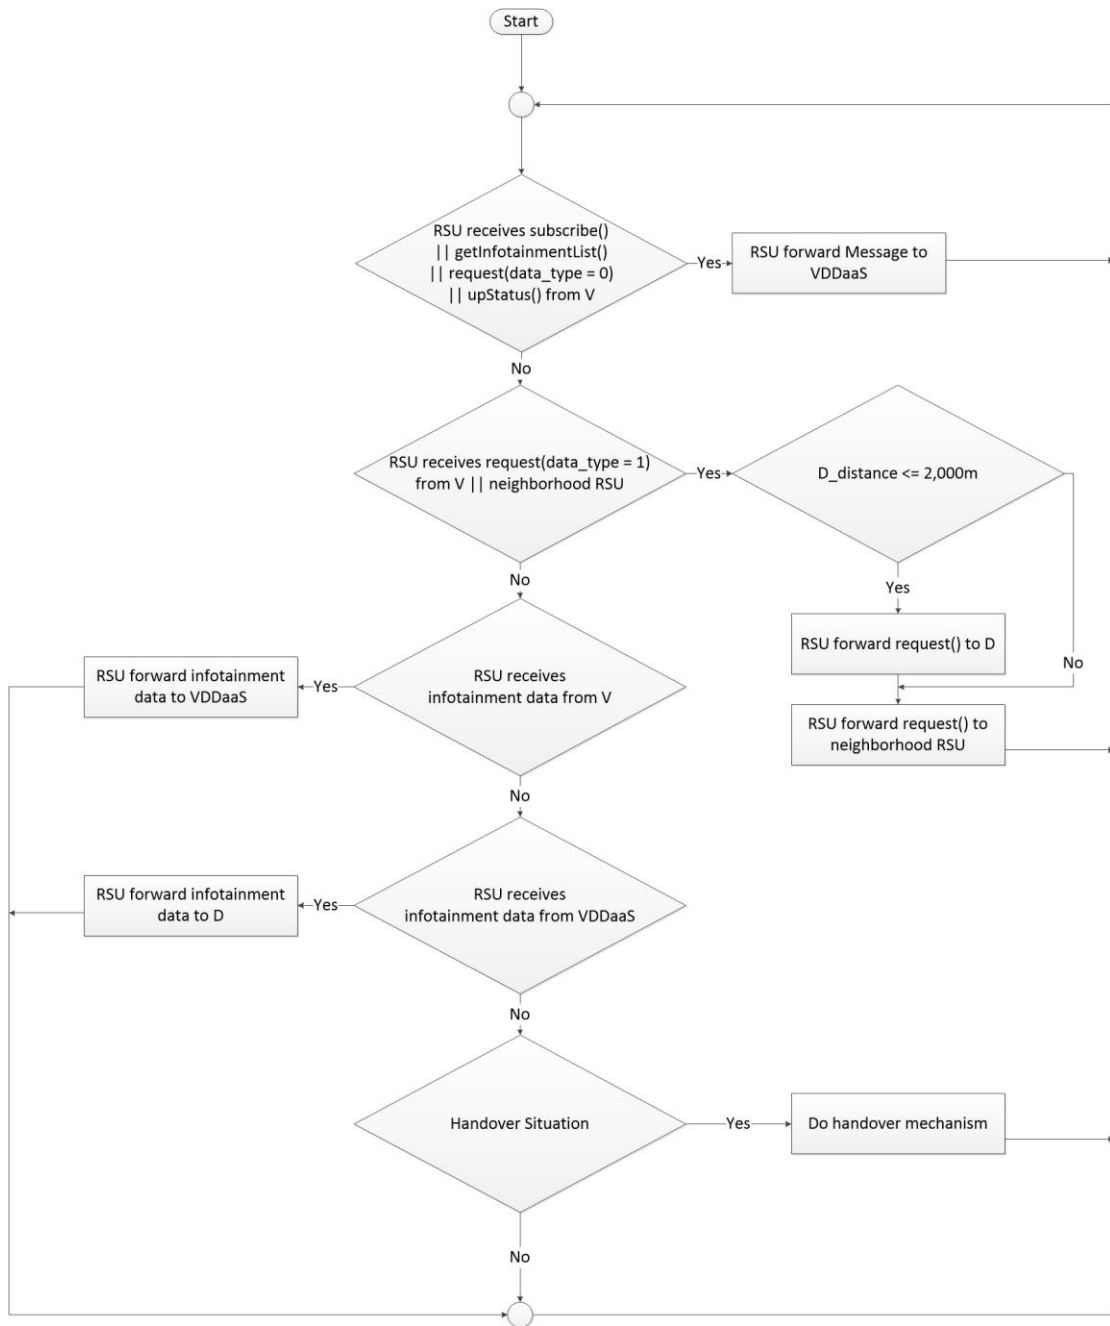 Start
RSU receives subscribe()
|| getInfotainmentList()
|| request(data_type = 0)
|| upStatus() from V
Yes
RSU forward Message to
VDDaaS
No
RSU receives request(data_type = 1)
from V || neighborhood RSU
Yes
D_distance <= 2,000m
No
Yes
RSU forward request() to D
No
RSU forward request() to
neighborhood RSU
RSU receives
infotainment data from V
Yes
RSU forward infotainment
data to VDDaaS
No
RSU receives
infotainment data from VDDaaS
Yes
RSU forward infotainment
data to D
No
Handover Situation
Yes
Do handover mechanism
No